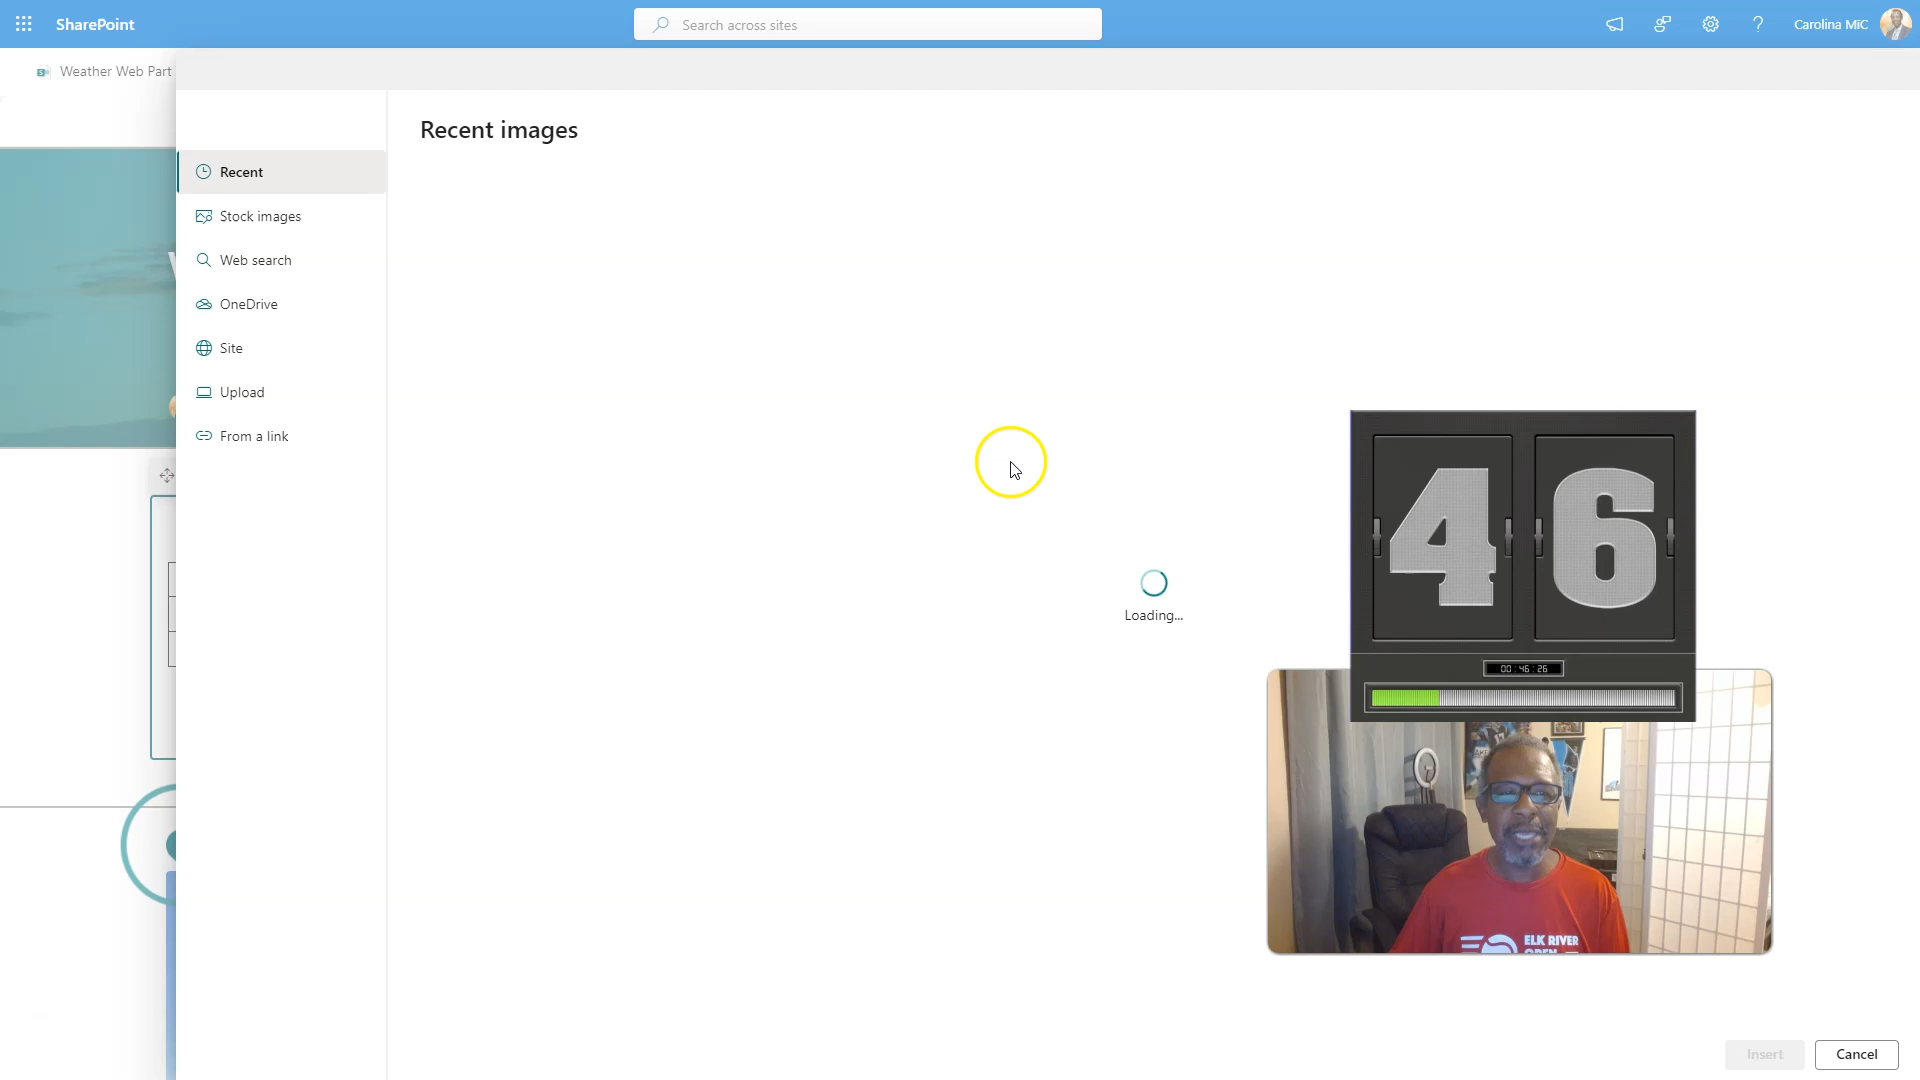 SharePoint
Search across sites
Carolina MiC
Weather Web Part
Recent images
Recent
Stock images
Web search
OneDrive
Site
Upload
From a link
Loading...
46
00:46:26
ELK RIVER
OPEN
Insert
Cancel